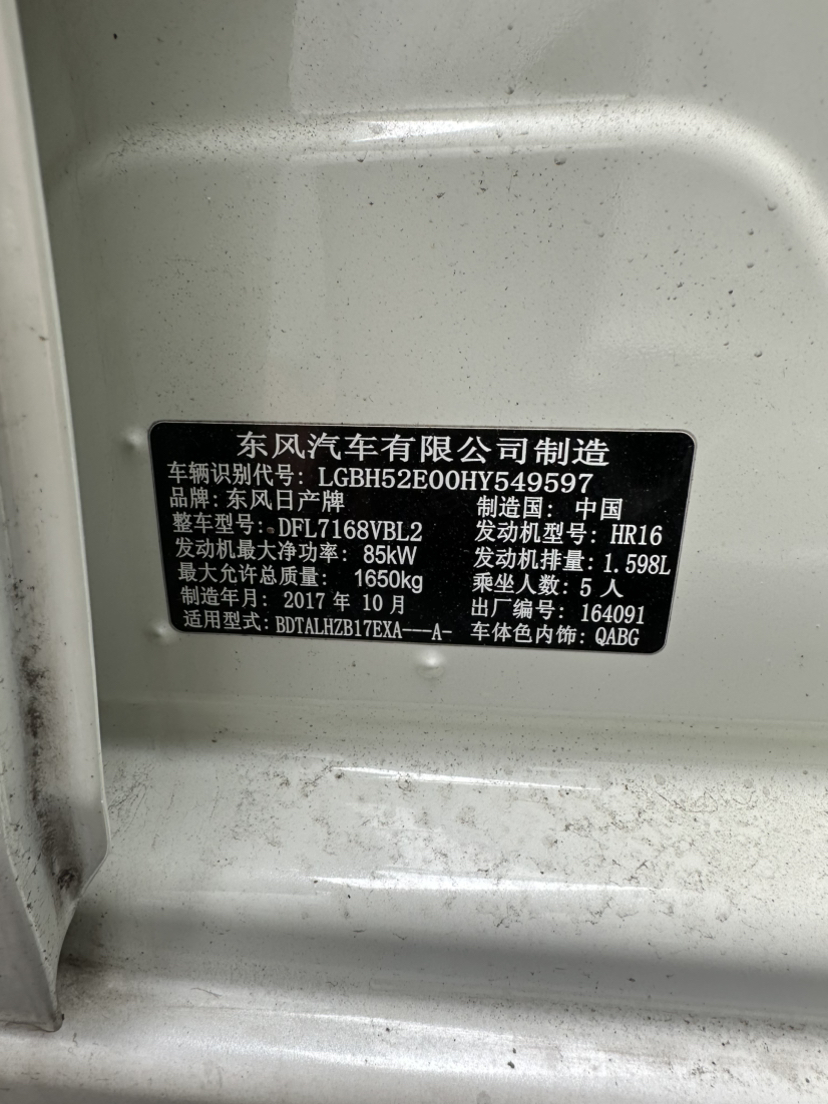 东风汽车有限公司制造
车辆识别代号: LGBH52E00HY549597
品牌: 东风日产牌 制造国: 中国
整车型号: DFL7168VBL2 发动机型号: HR16
发动机最大净功率: 85kW 发动机排量: 1.598L
最大允许总质量: 1650kg 乘坐人数: 5 人
制造年月: 2017 年 10 月 出厂编号: 164091
适用型式: BDTALHZB17EXA---A- 车体色内饰: QABG